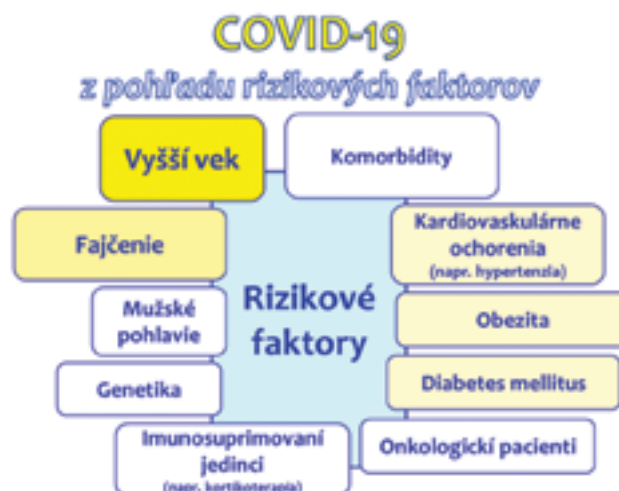 COVID-19
z pohľadu rizikových faktorov
Vyšší vek
Komorbidity
Fajčenie
Kardiovaskulárne
ochorenia
(napr. hypertenzia)
Mužské
pohlavie
Rizikové
faktory
Obezita
Genetika
Diabetes mellitus
Imunosuprimovaní
jedinci
(napr. kortikoterapia)
Onkologickí pacienti